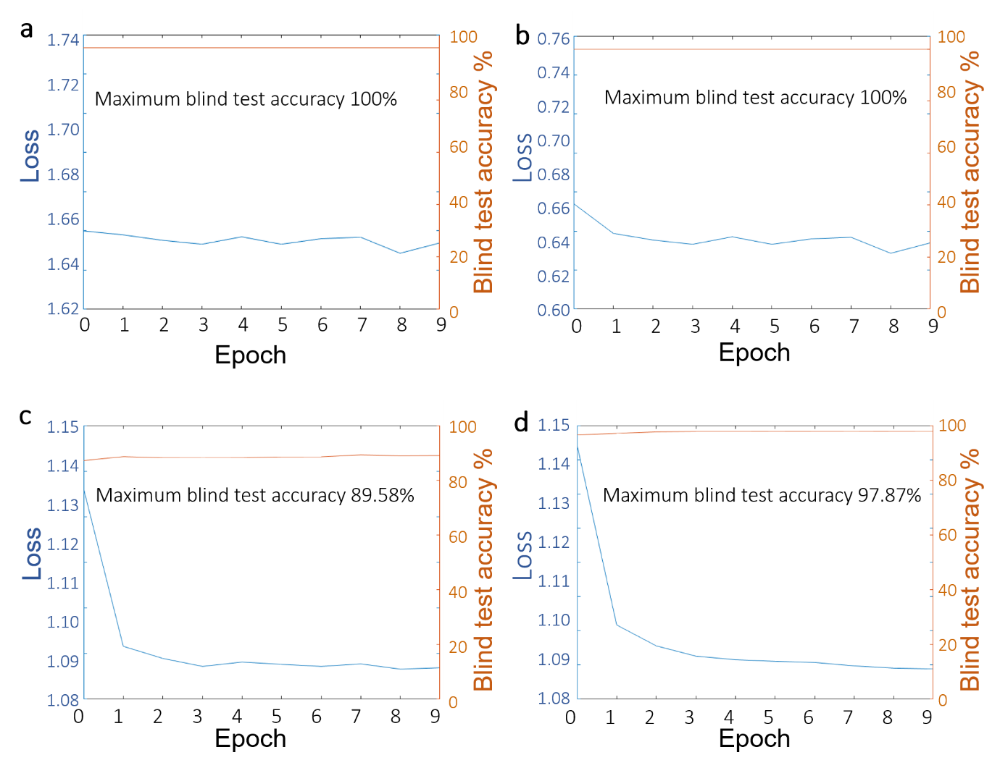 a
1.74
1.72
1.70
1.68
1.66
1.64
1.62
Loss
Maximum blind test accuracy 100%
100
80
60
40
20
0
Blind test accuracy %
0 1 2 3 4 5 6 7 8 9
Epoch
b
0.76
0.74
0.72
0.70
0.68
0.66
0.64
0.62
0.60
Loss
Maximum blind test accuracy 100%
100
80
60
40
20
0
Blind test accuracy %
0 1 2 3 4 5 6 7 8 9
Epoch
c
1.15
1.14
1.13
1.12
1.11
1.10
1.09
1.08
Loss
Maximum blind test accuracy 89.58%
100
80
60
40
20
0
Blind test accuracy %
0 1 2 3 4 5 6 7 8 9
Epoch
d
1.15
1.14
1.13
1.12
1.11
1.10
1.09
1.08
Loss
Maximum blind test accuracy 97.87%
100
80
60
40
20
0
Blind test accuracy %
0 1 2 3 4 5 6 7 8 9
Epoch